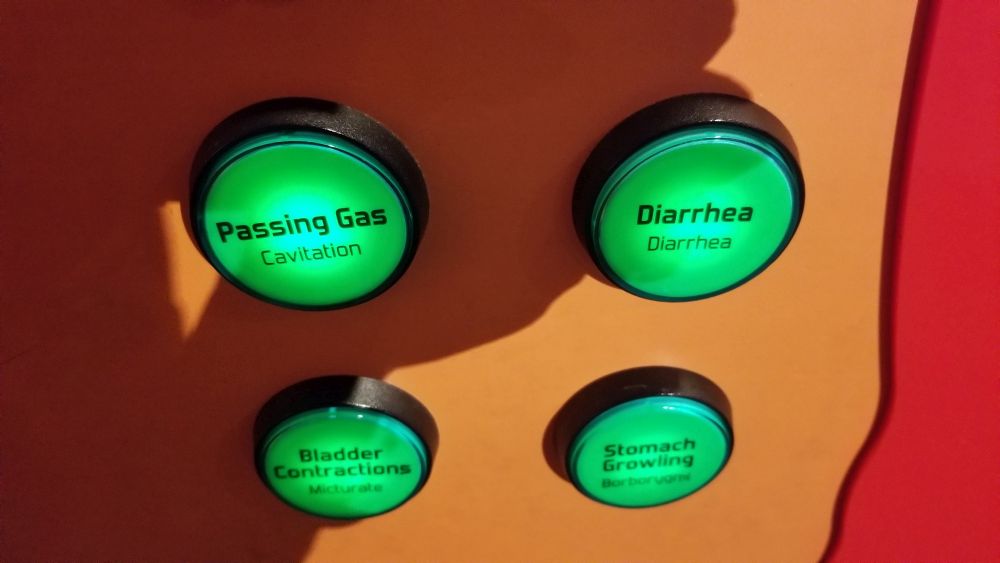 Passing Gas
Cavitation
Diarrhea
Diarrhea
Bladder
Contractions
Micturate
Stomach
Growling
Borborygmi